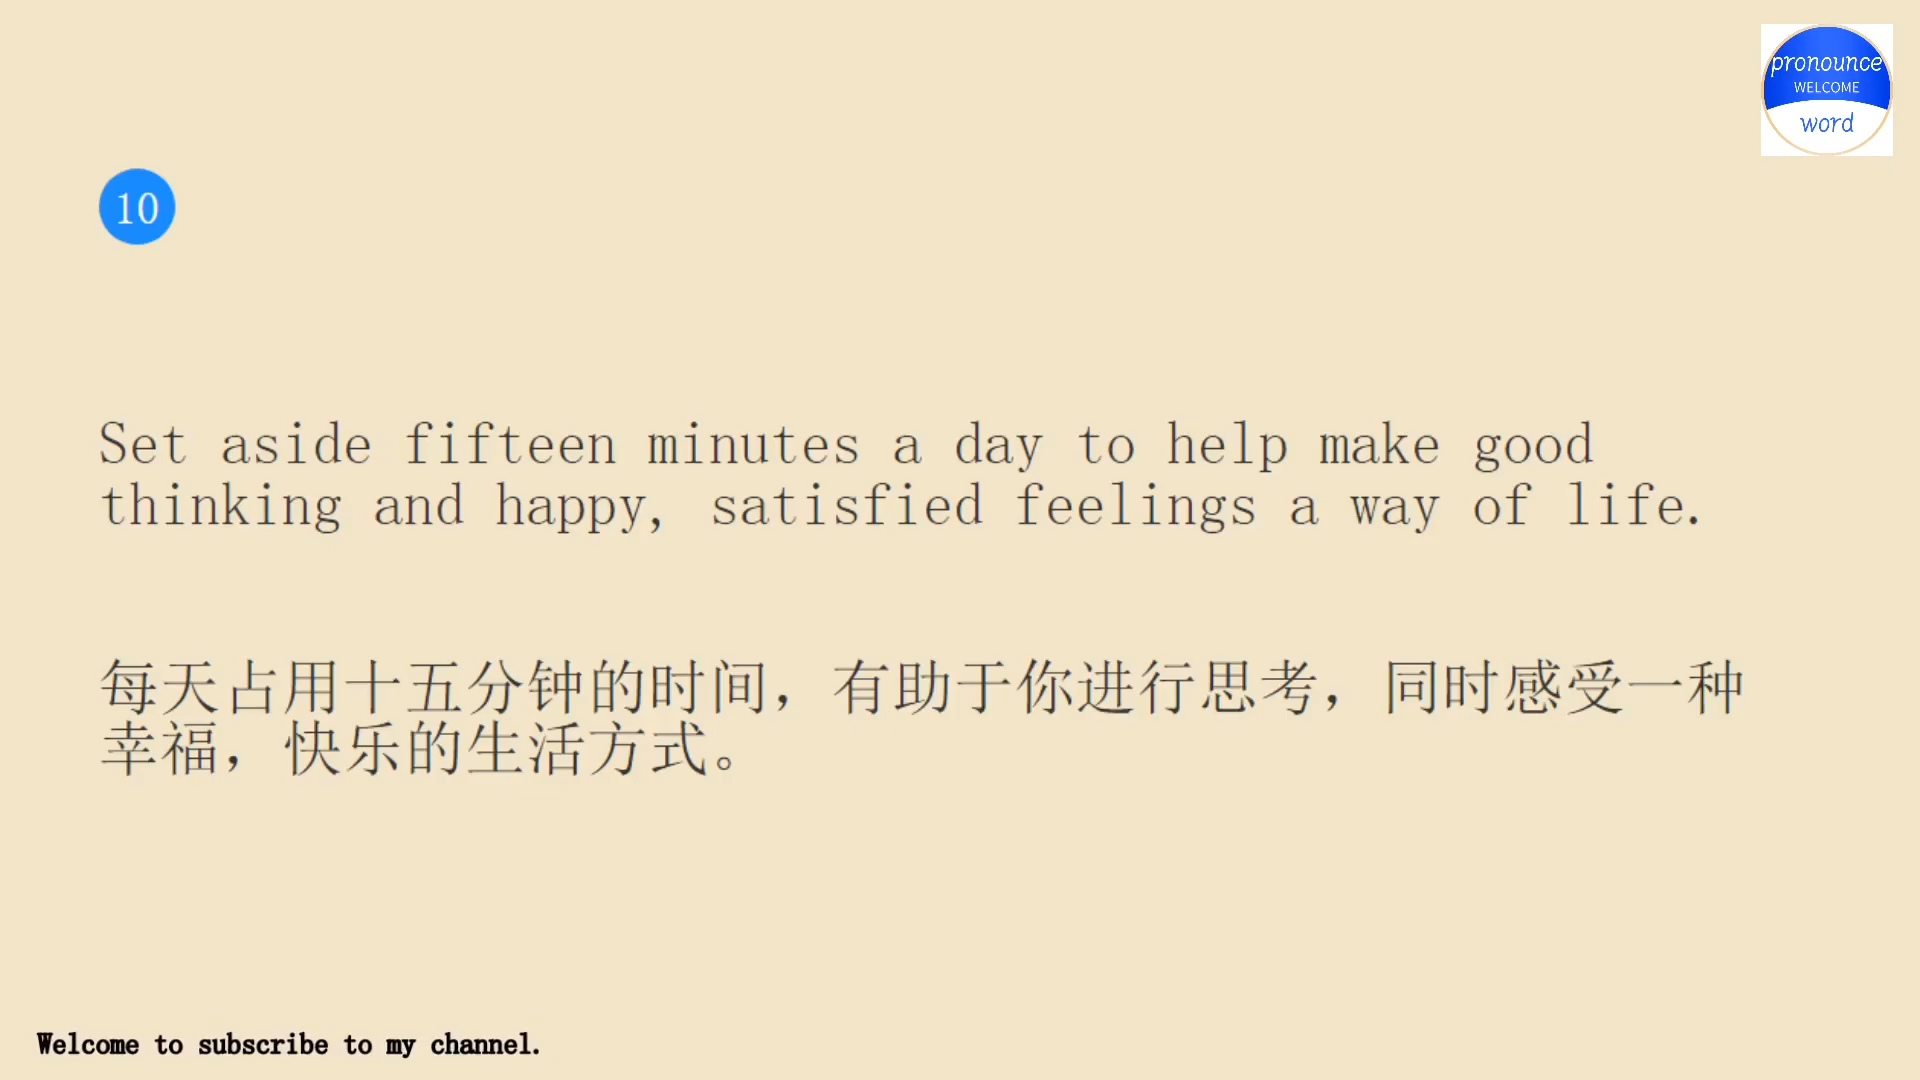 pronounce
WELCOME
word
10
Set aside fifteen minutes a day to help make good
thinking and happy, satisfied feelings a way of life.
每天占用十五分钟的时间，有助于你进行思考，同时感受一种
幸福，快乐的生活方式。
Welcome to subscribe to my channel.